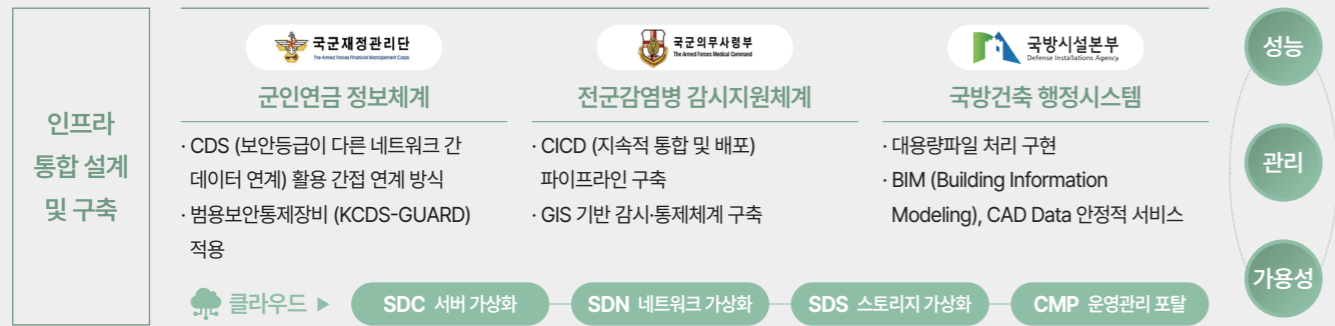 인프라
통합 설계
및 구축
국군재정관리단
The Armed Forces Financial Management Corps
군인연금 정보체계
· CDS (보안등급이 다른 네트워크 간
데이터 연계) 활용 간접 연계 방식
· 범용보안통제장비 (KCDS-GUARD)
적용
국군의무사령부
The Armed Forces Medical Command
전군감염병 감시지원체계
· CICD (지속적 통합 및 배포)
파이프라인 구축
· GIS 기반 감시·통제체계 구축
국방시설본부
Defense Installations Agency
국방건축 행정시스템
· 대용량파일 처리 구현
· BIM (Building Information
Modeling), CAD Data 안정적 서비스
클라우드 ▶
SDC 서버 가상화
SDN 네트워크 가상화
SDS 스토리지 가상화
CMP 운영관리 포탈
성능
관리
가용성